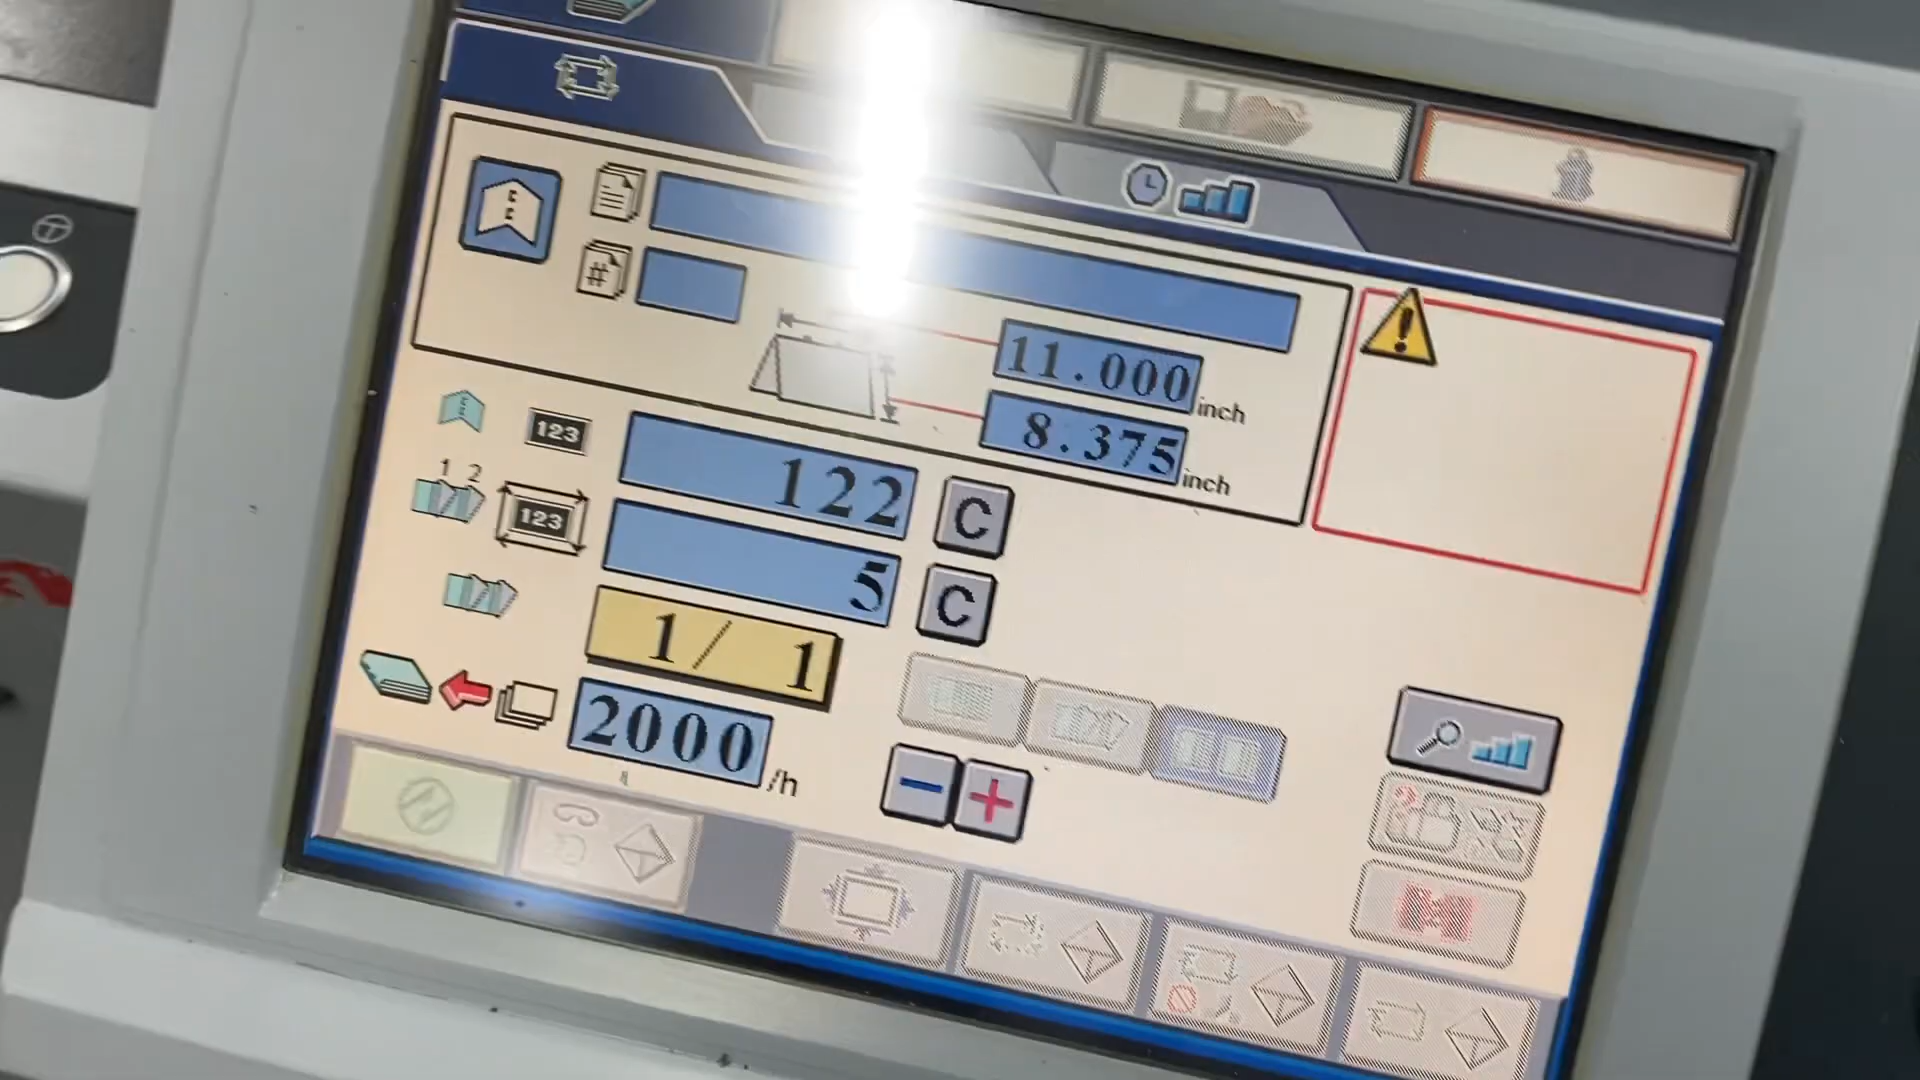 #
11.000 inch
8.375 inch
123 122 C
1 2
123 5 C
1/ 1
2000 /h
- +